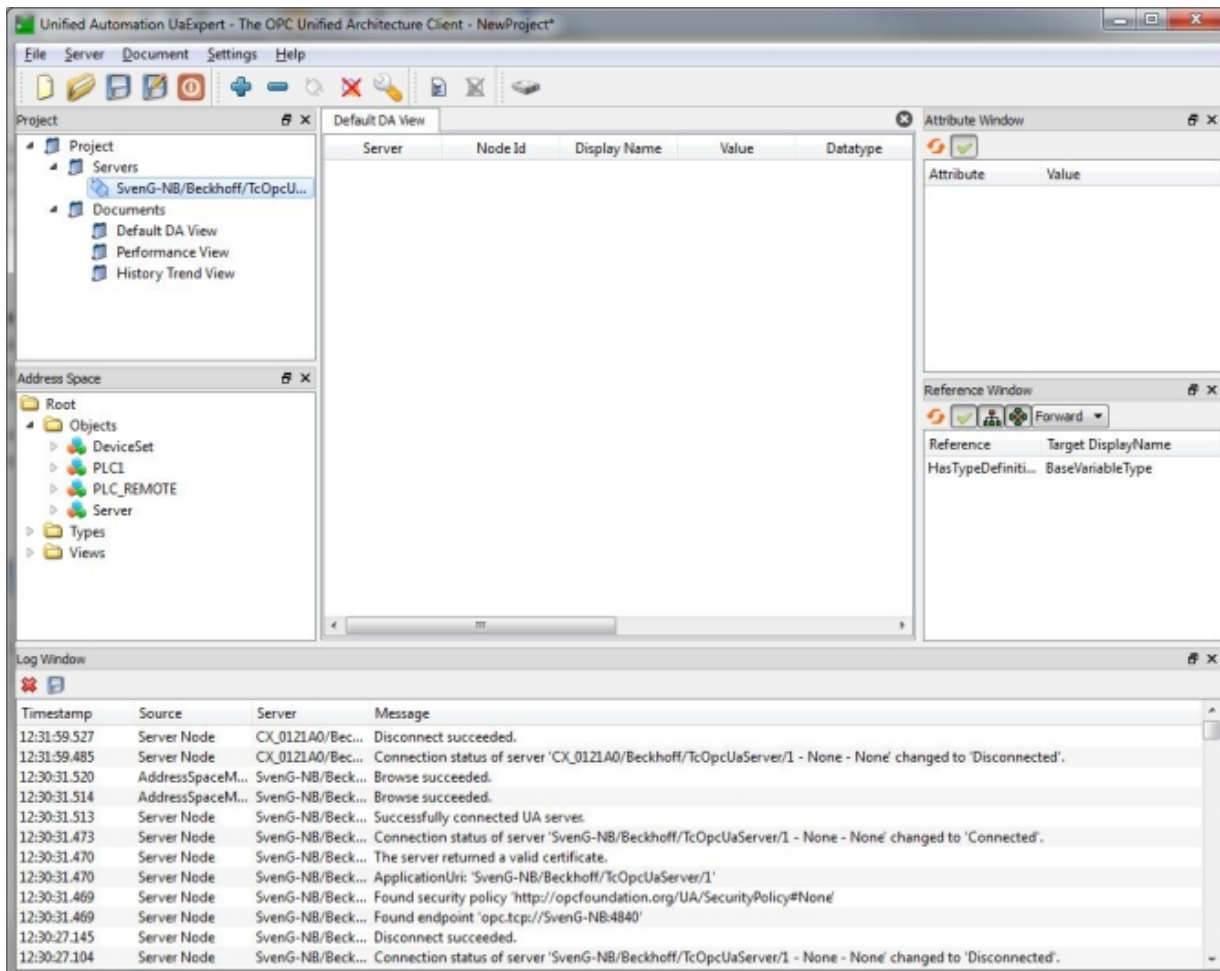 Unified Automation UaExpert - The OPC Unified Architecture Client - NewProject*
File Server Document Settings Help
Project
Project
Servers
SvenG-NB/Beckhoff/TcOpcU...
Documents
Default DA View
Performance View
History Trend View
Address Space
Root
Objects
DeviceSet
PLC1
PLC_REMOTE
Server
Types
Views
Default DA View
Server Node Id Display Name Value Datatype
Attribute Window
Attribute Value
Reference Window
Forward
Reference Target DisplayName
HasTypeDefiniti... BaseVariableType
Log Window
Timestamp Source Server Message
12:31:59.527 Server Node CX_0121A0/Bec... Disconnect succeeded.
12:31:59.485 Server Node CX_0121A0/Bec... Connection status of server 'CX_0121A0/Beckhoff/TcOpcUaServer/1 - None - None' changed to 'Disconnected'.
12:30:31.520 AddressSpaceM... SvenG-NB/Beck... Browse succeeded.
12:30:31.514 AddressSpaceM... SvenG-NB/Beck... Browse succeeded.
12:30:31.513 Server Node SvenG-NB/Beck... Successfully connected UA server.
12:30:31.473 Server Node SvenG-NB/Beck... Connection status of server 'SvenG-NB/Beckhoff/TcOpcUaServer/1 - None - None' changed to 'Connected'.
12:30:31.470 Server Node SvenG-NB/Beck... The server returned a valid certificate.
12:30:31.470 Server Node SvenG-NB/Beck... ApplicationUri: 'SvenG-NB/Beckhoff/TcOpcUaServer/1'
12:30:31.469 Server Node SvenG-NB/Beck... Found security policy 'http://opcfoundation.org/UA/SecurityPolicy#None'
12:30:31.469 Server Node SvenG-NB/Beck... Found endpoint 'opc.tcp://SvenG-NB:4840'
12:30:27.145 Server Node SvenG-NB/Beck... Disconnect succeeded.
12:30:27.104 Server Node SvenG-NB/Beck... Connection status of server 'SvenG-NB/Beckhoff/TcOpcUaServer/1 - None - None' changed to 'Disconnected'.